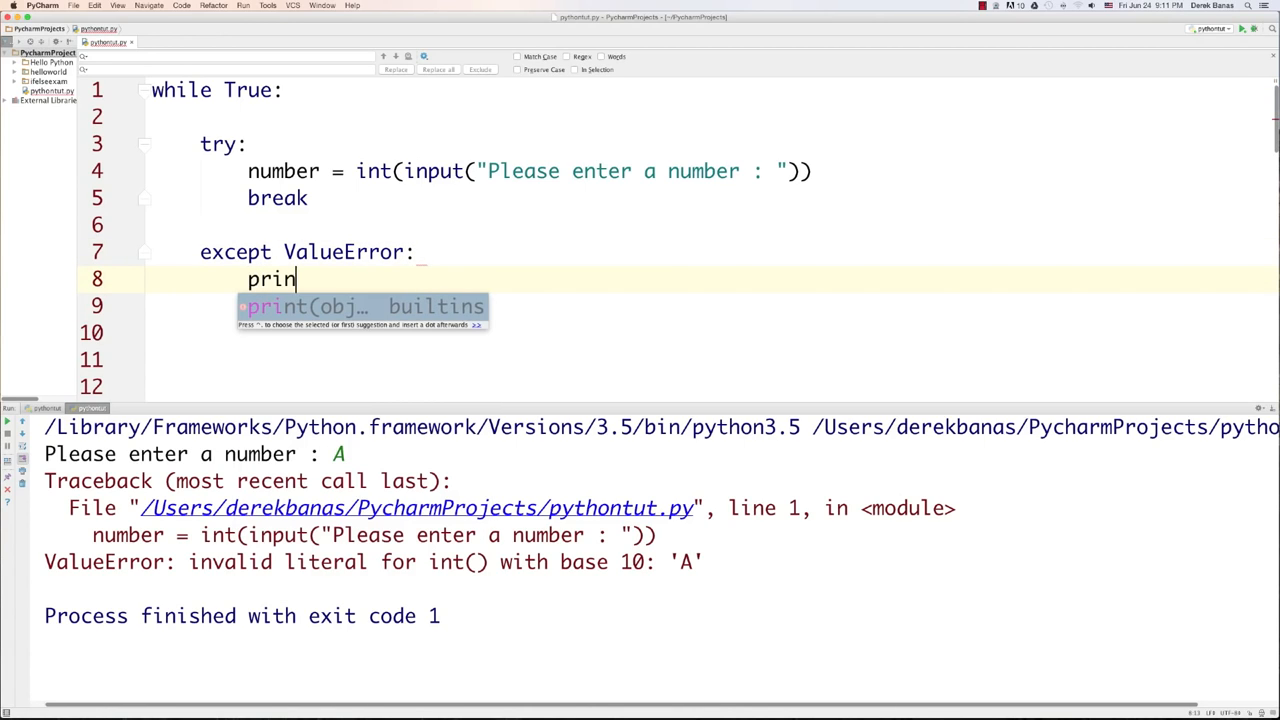 PyCharm File Edit View Navigate Code Refactor Run Tools VCS Window Help Fri Jun 24 9:11 PM Derek Banas
pythontut.py - PycharmProjects - [~/PycharmProjects]
PycharmProjects pythontut.py pythontut
pythontut.py
Match Case Regex Words
Replace Replace all Exclude Preserve Case In Selection
PycharmProject
Hello Python
helloworld
ifelseexam
pythontut.py
External Librarie
1 while True:
2
3 try:
4 number = int(input("Please enter a number : "))
5 break
6
7 except ValueError:
8 prin
9 print(obj… builtins
Press ^. to choose the selected (or first) suggestion and insert a dot afterwards >>
10
11
12
Run: pythontut pythontut
/Library/Frameworks/Python.framework/Versions/3.5/bin/python3.5 /Users/derekbanas/PycharmProjects/pytho
Please enter a number : A
Traceback (most recent call last):
File "/Users/derekbanas/PycharmProjects/pythontut.py", line 1, in <module>
number = int(input("Please enter a number : "))
ValueError: invalid literal for int() with base 10: 'A'
Process finished with exit code 1
8:13 LF‡ UTF-8‡